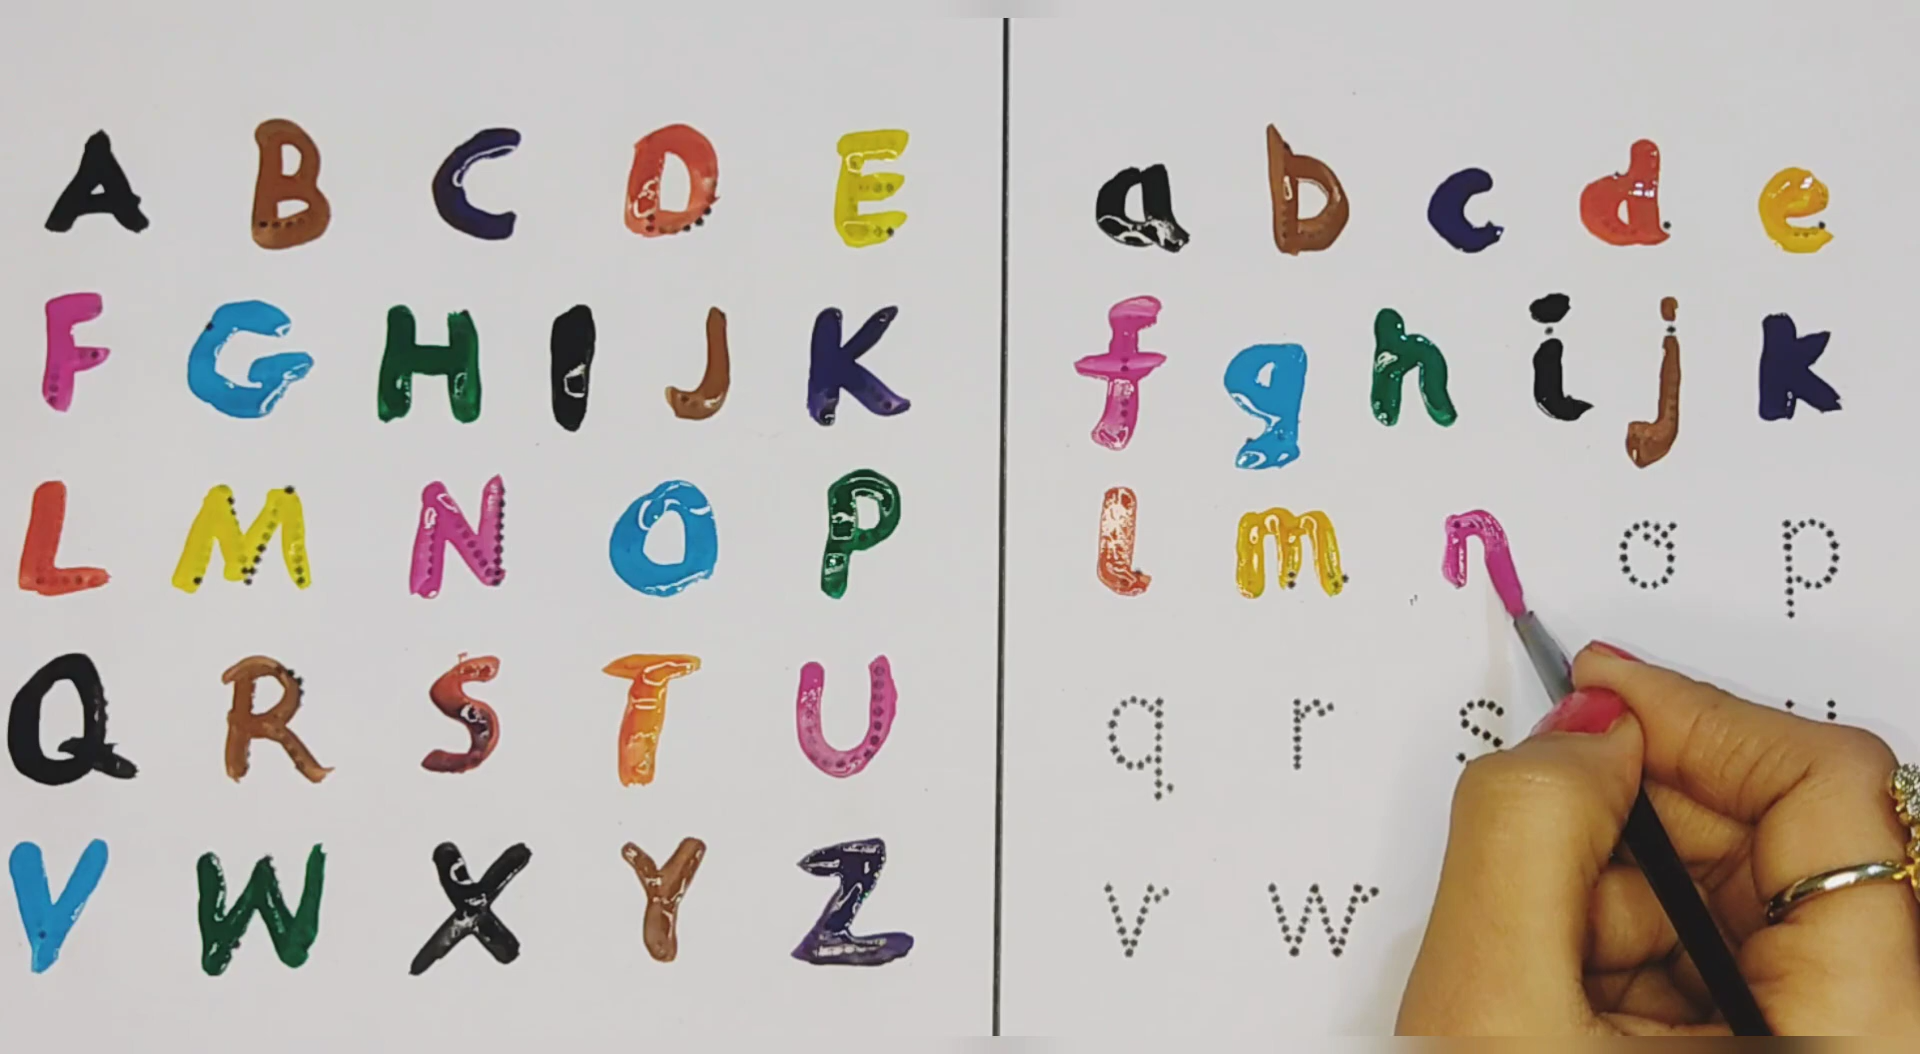 A B C D E
F G H I J K
L M N O P
Q R S T U
V W X Y Z
a b c d e
f g h i j k
l m n o p
q r s
v w